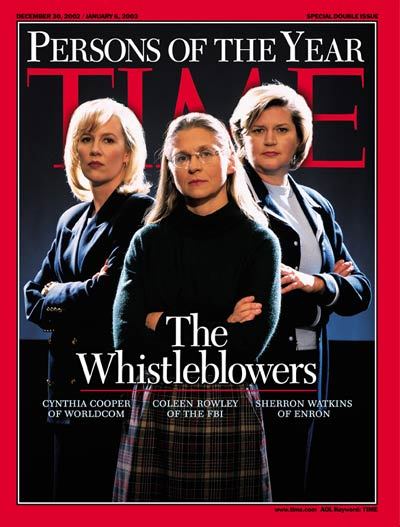 DECEMBER 30, 2002 / JANUARY 6, 2003 SPECIAL DOUBLE ISSUE
PERSONS OF THE YEAR
TIME
The
Whistleblowers
CYNTHIA COOPER COLEEN ROWLEY SHERRON WATKINS
OF WORLDCOM OF THE FBI OF ENRON
www.time.com AOL Keyword: TIME